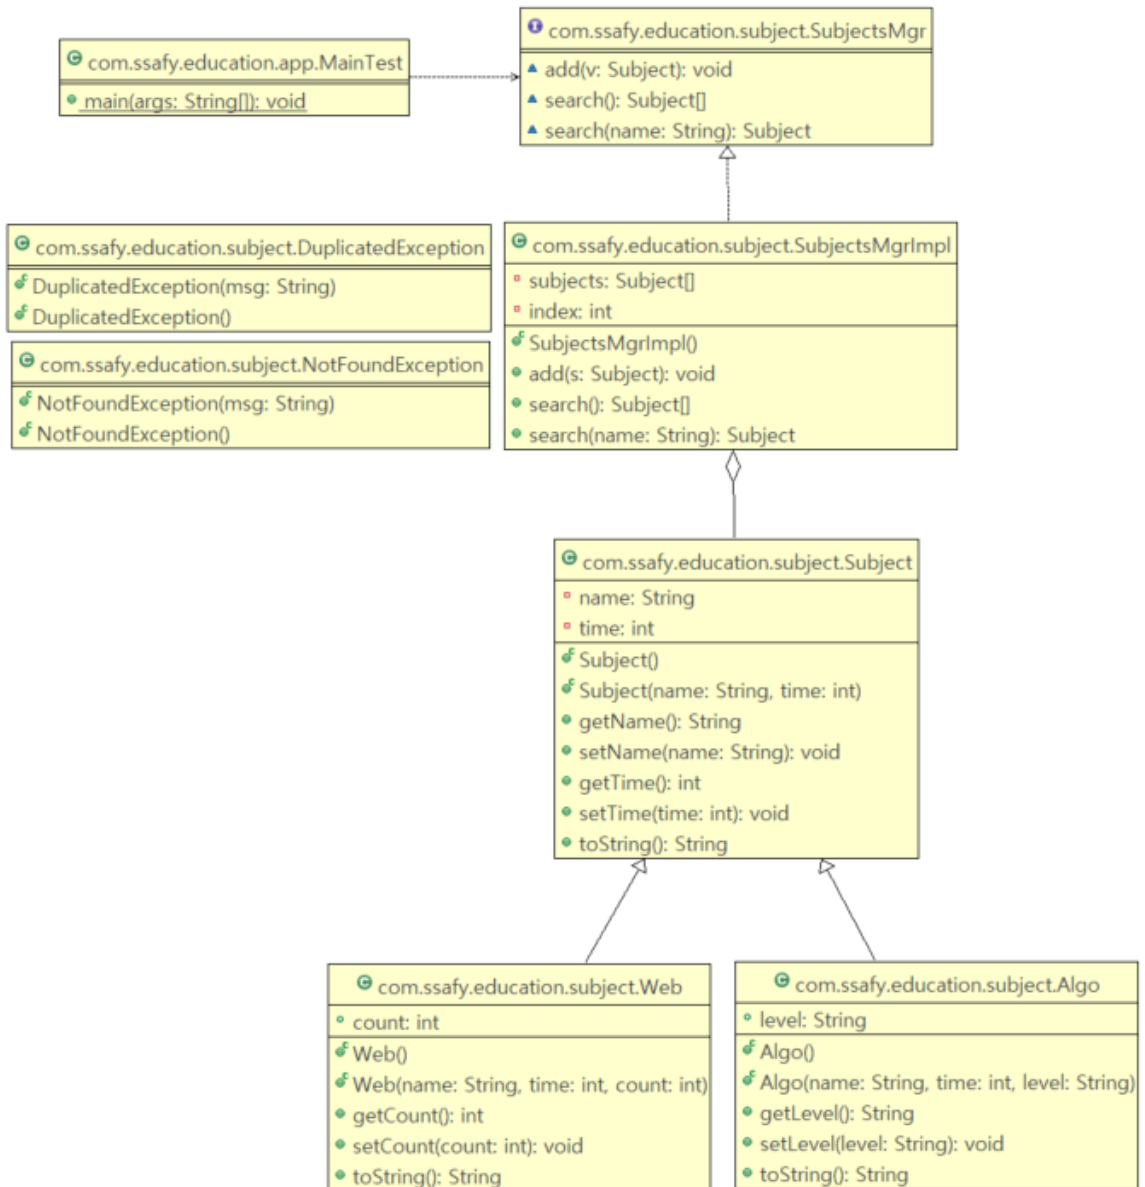 com.ssafy.education.app.MainTest
main(args: String[]): void
com.ssafy.education.subject.SubjectsMgr
add(v: Subject): void
search(): Subject[]
search(name: String): Subject
com.ssafy.education.subject.DuplicatedException
DuplicatedException(msg: String)
DuplicatedException()
com.ssafy.education.subject.NotFoundException
NotFoundException(msg: String)
NotFoundException()
com.ssafy.education.subject.SubjectsMgrImpl
subjects: Subject[]
index: int
SubjectsMgrImpl()
add(s: Subject): void
search(): Subject[]
search(name: String): Subject
com.ssafy.education.subject.Subject
name: String
time: int
Subject()
Subject(name: String, time: int)
getName(): String
setName(name: String): void
getTime(): int
setTime(time: int): void
toString(): String
com.ssafy.education.subject.Web
count: int
Web()
Web(name: String, time: int, count: int)
getCount(): int
setCount(count: int): void
toString(): String
com.ssafy.education.subject.Algo
level: String
Algo()
Algo(name: String, time: int, level: String)
getLevel(): String
setLevel(level: String): void
toString(): String